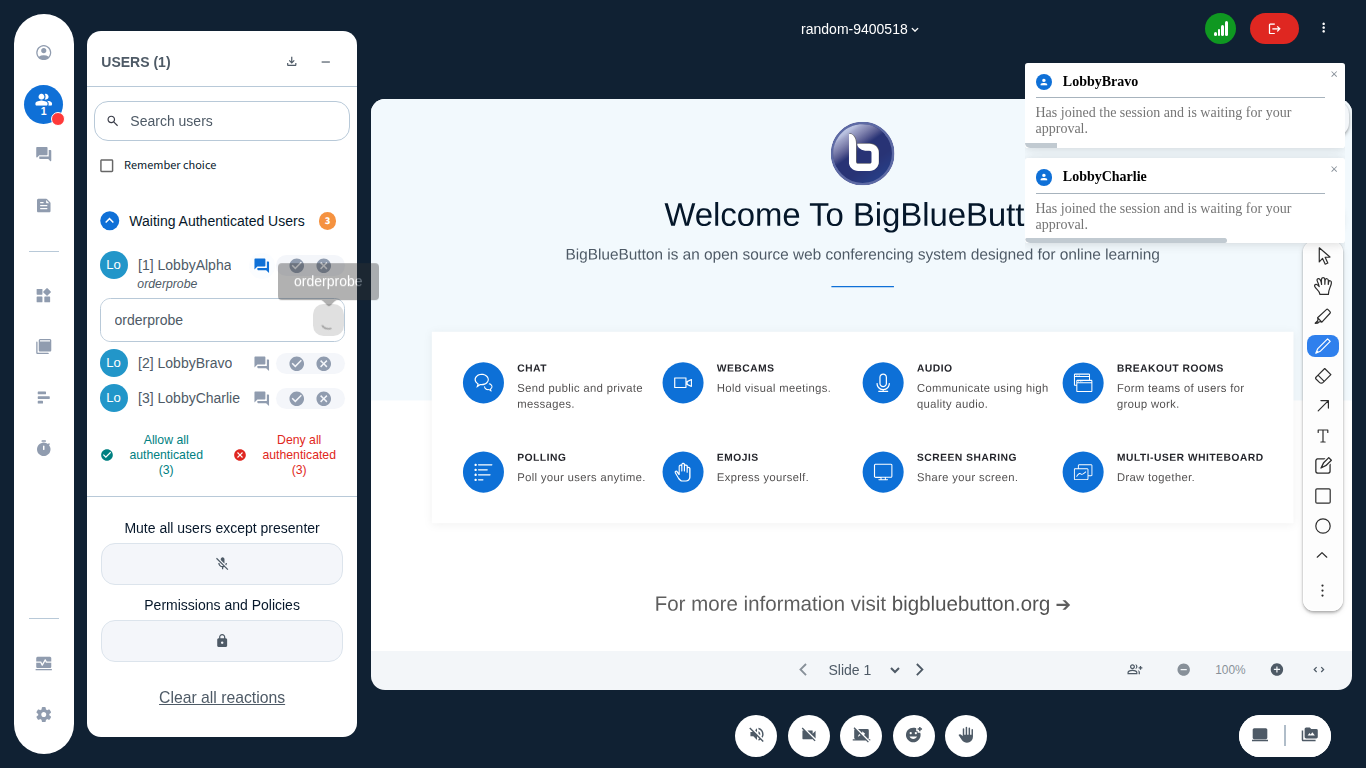 random-9400518
USERS (1)
1
Search users
Remember choice
Waiting Authenticated Users
3
Lo
[1] LobbyAlpha
orderprobe
orderprobe
orderprobe
Lo
[2] LobbyBravo
Lo
[3] LobbyCharlie
Allow all
authenticated
(3)
Deny all
authenticated
(3)
Mute all users except presenter
Permissions and Policies
Clear all reactions
LobbyBravo
Has joined the session and is waiting for your
approval.
LobbyCharlie
Has joined the session and is waiting for your
approval.
b
Welcome To BigBlueButt
BigBlueButton is an open source web conferencing system designed for online learning
CHAT
Send public and private
messages.
WEBCAMS
Hold visual meetings.
AUDIO
Communicate using high
quality audio.
BREAKOUT ROOMS
Form teams of users for
group work.
POLLING
Poll your users anytime.
EMOJIS
Express yourself.
SCREEN SHARING
Share your screen.
MULTI-USER WHITEBOARD
Draw together.
For more information visit bigbluebutton.org ➔
Slide 1
100%